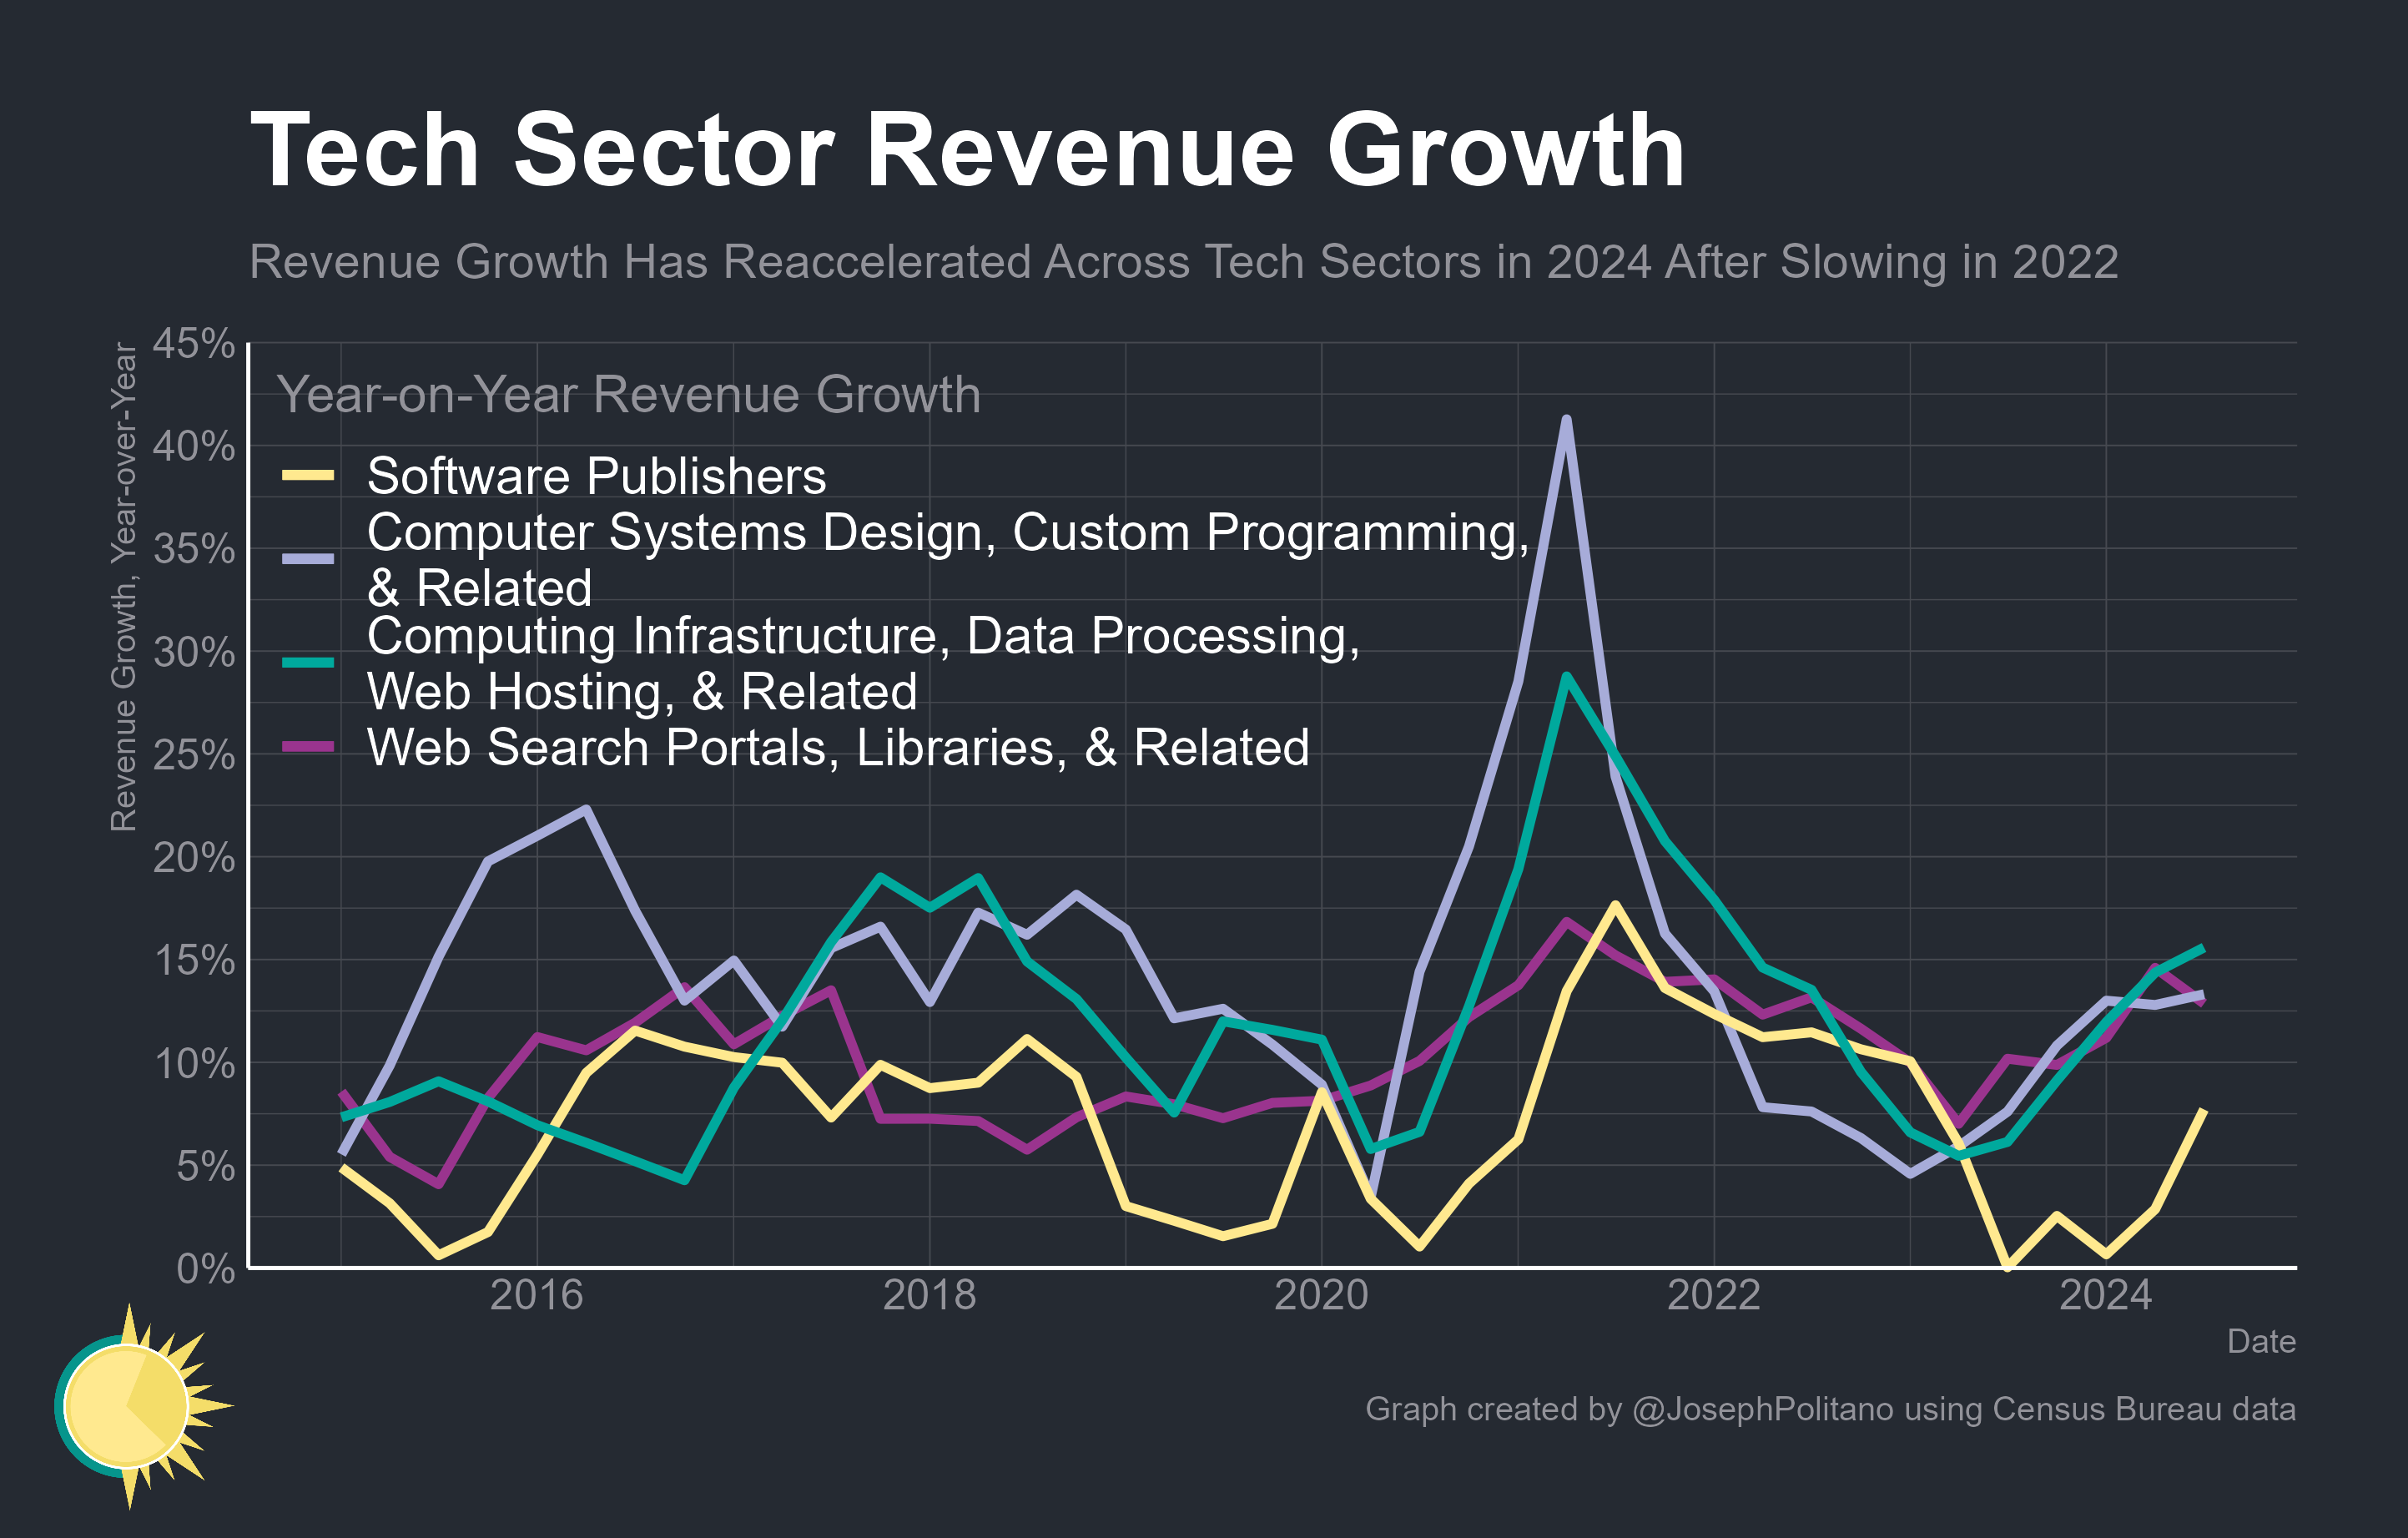 Tech Sector Revenue Growth
Revenue Growth Has Reaccelerated Across Tech Sectors in 2024 After Slowing in 2022
Revenue Growth, Year-over-Year
45%
40%
35%
30%
25%
20%
15%
10%
5%
0%
Year-on-Year Revenue Growth
Software Publishers
Computer Systems Design, Custom Programming,
& Related
Computing Infrastructure, Data Processing,
Web Hosting, & Related
Web Search Portals, Libraries, & Related
2016
2018
2020
2022
2024
Date
Graph created by @JosephPolitano using Census Bureau data